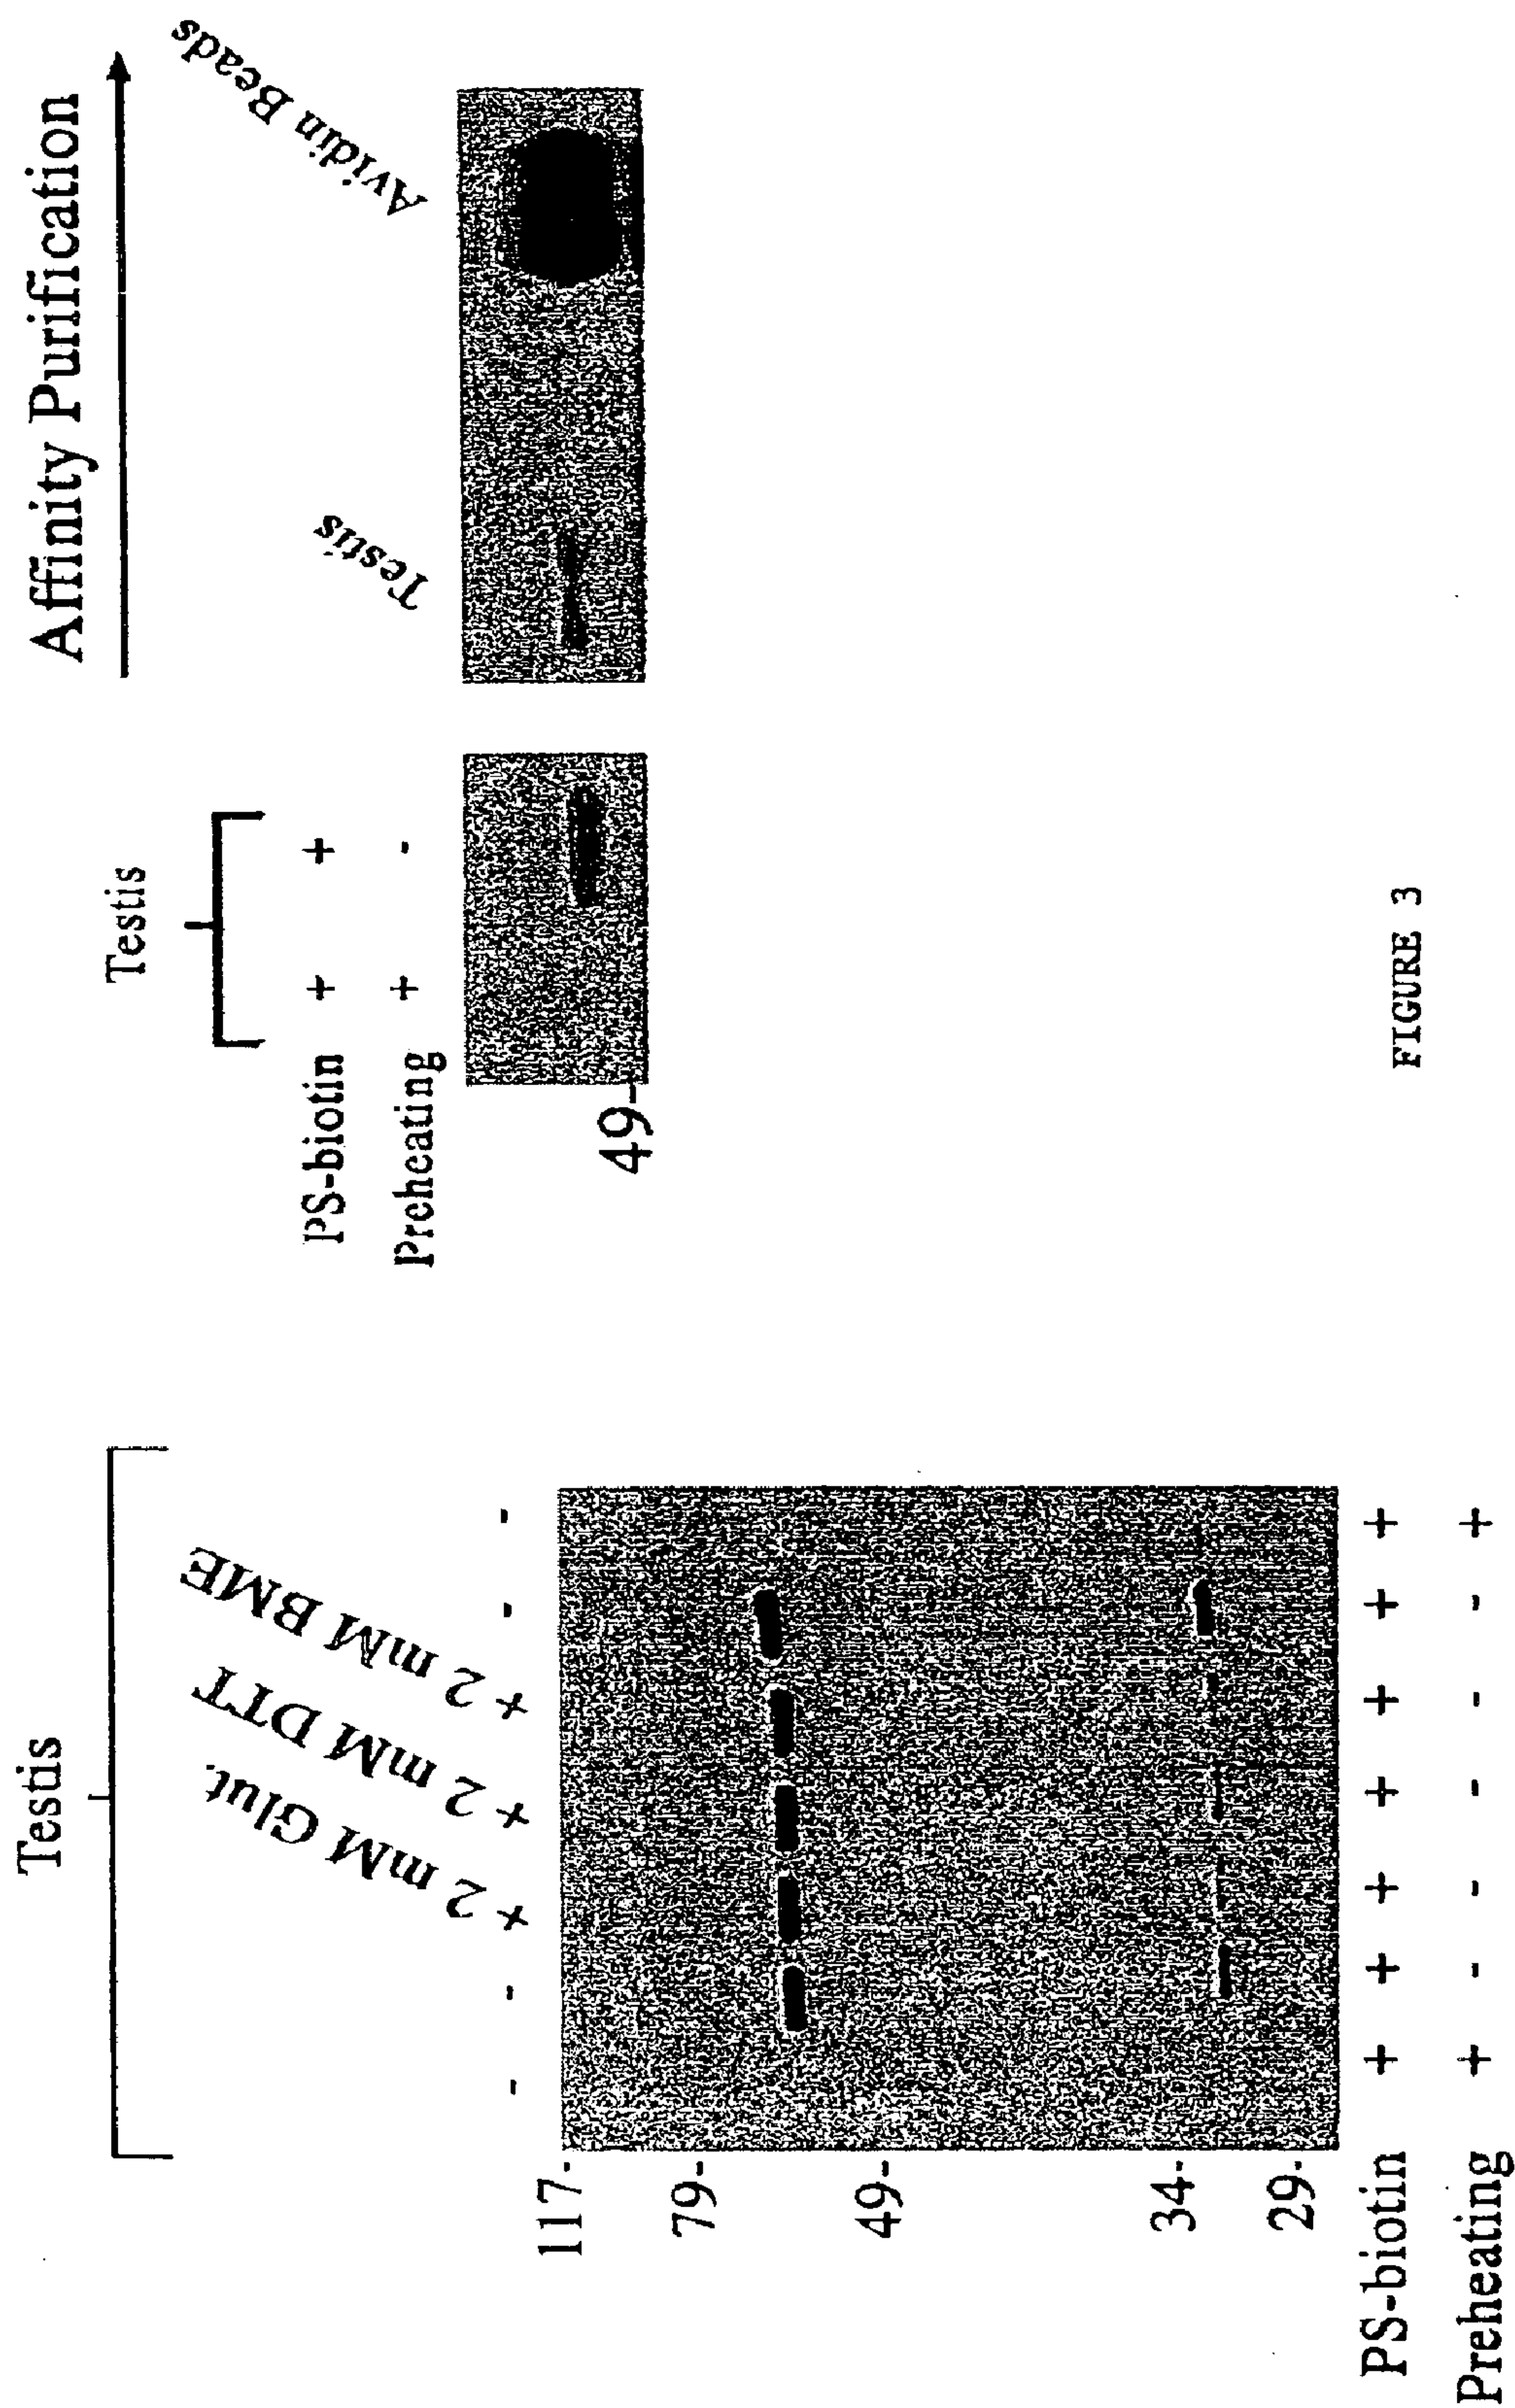 Testis
- - + 2 mM Glut. + 2 mM DTT + 2 mM BME - -
117-
79-
49-
34-
29-
PS-biotin + + + + + + +
Preheating + - - - - - +
Testis
PS-biotin + +
Preheating + -
49-
Affinity Purification
Testis
Avidin Beads
FIGURE 3